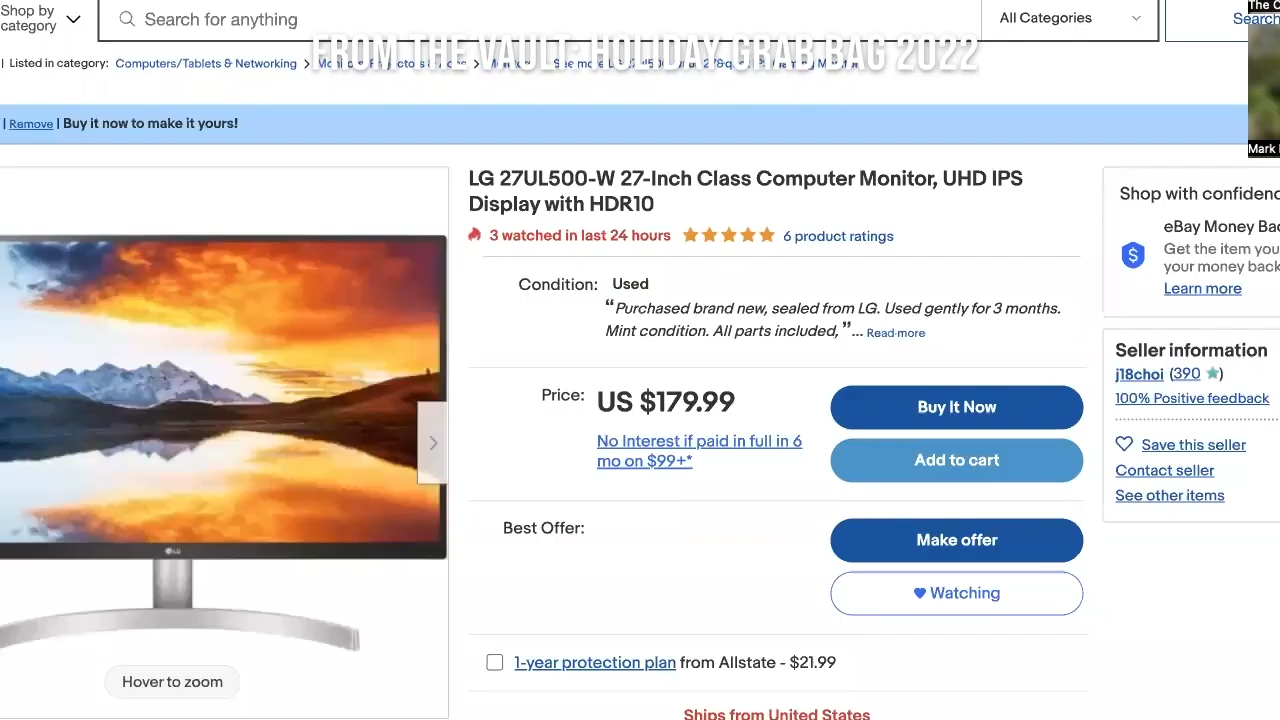 Shop by
category
Search for anything
All Categories
Search
The
FROM THE VAULT: HOLIDAY GRAB BAG 2022
| Listed in category: Computers/Tablets & Networking > > >
| Remove | Buy it now to make it yours!
Mark
LG 27UL500-W 27-Inch Class Computer Monitor, UHD IPS
Display with HDR10
3 watched in last 24 hours
6 product ratings
Condition: Used
“Purchased brand new, sealed from LG. Used gently for 3 months.
Mint condition. All parts included, ”... Read more
Price: US $179.99
No Interest if paid in full in 6
mo on $99+*
Buy It Now
Add to cart
Best Offer:
Make offer
Watching
1-year protection plan from Allstate - $21.99
Ships from United States
LG
Hover to zoom
Shop with confidenc
eBay Money Bac
Get the item you
your money back
Learn more
Seller information
j18choi (390 ★)
100% Positive feedback
Save this seller
Contact seller
See other items